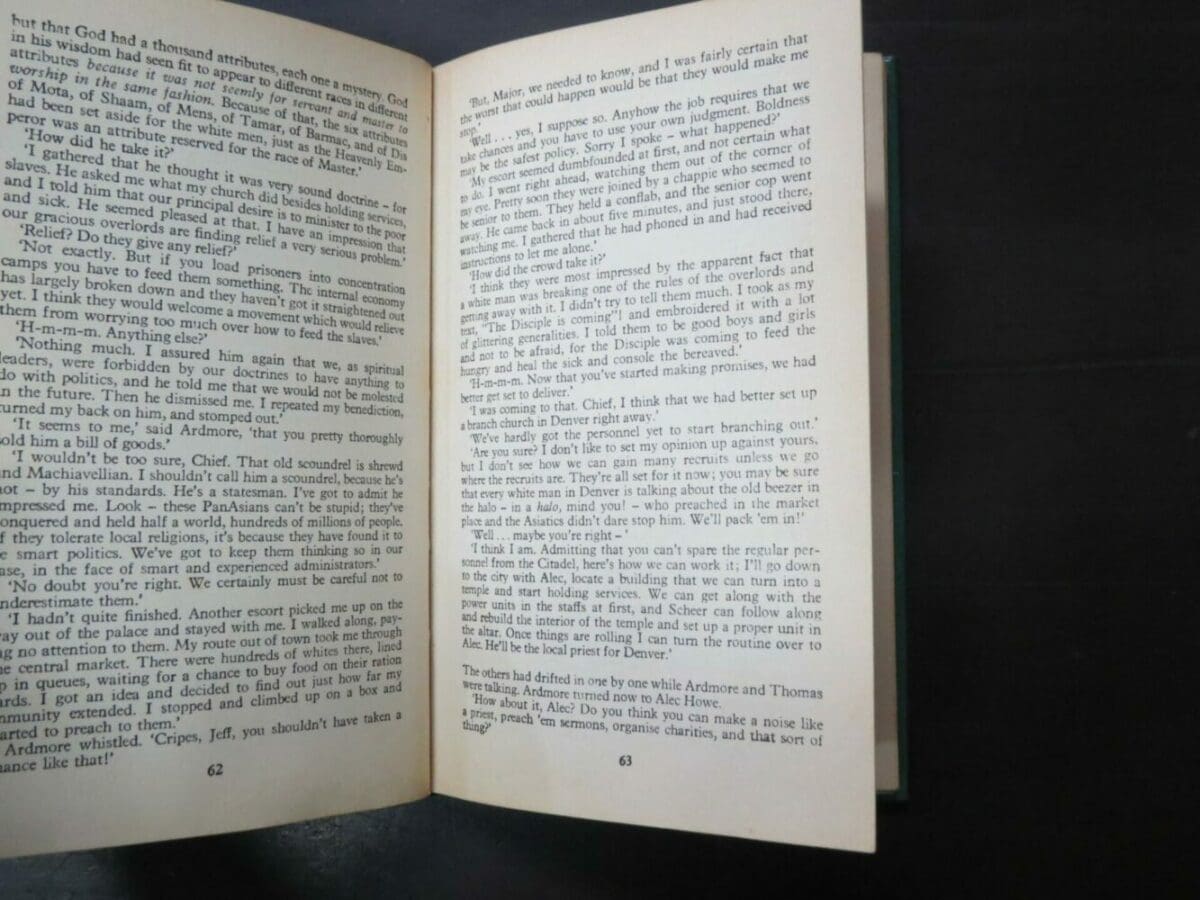 but that God had a thousand attributes, each one a mystery. God
in his wisdom had seen fit to appear to different races in different
attributes because it was not seemly for servant and master to
worship in the same fashion. Because of that, the six attributes
of Mota, of Shaam, of Mens, of Tamar, of Barmac, and of Dis
had been set aside for the white men, just as the Heavenly Em-
peror was an attribute reserved for the race of Master.'
'How did he take it?'
'I gathered that he thought it was very sound doctrine – for
slaves. He asked me what my church did besides holding services,
and I told him that our principal desire is to minister to the poor
and sick. He seemed pleased at that. I have an impression that
our gracious overlords are finding relief a very serious problem.'
'Relief? Do they give any relief?'
'Not exactly. But if you load prisoners into concentration
camps you have to feed them something. The internal economy
has largely broken down and they haven't got it straightened out
yet. I think they would welcome a movement which would relieve
them from worrying too much over how to feed the slaves.'
'H-m-m-m. Anything else?'
'Nothing much. I assured him again that we, as spiritual
leaders, were forbidden by our doctrines to have anything to
do with politics, and he told me that we would not be molested
in the future. Then he dismissed me. I repeated my benediction,
turned my back on him, and stomped out.'
'It seems to me,' said Ardmore, 'that you pretty thoroughly
sold him a bill of goods.'
'I wouldn't be too sure, Chief. That old scoundrel is shrewd
and Machiavellian. I shouldn't call him a scoundrel, because he's
not – by his standards. He's a statesman. I've got to admit he
impressed me. Look – these PanAsians can't be stupid; they've
conquered and held half a world, hundreds of millions of people.
If they tolerate local religions, it's because they have found it to
be smart politics. We've got to keep them thinking so in our
case, in the face of smart and experienced administrators.'
'No doubt you're right. We certainly must be careful not to
underestimate them.'
'I hadn't quite finished. Another escort picked me up on the
way out of the palace and stayed with me. I walked along, pay-
ing no attention to them. My route out of town took me through
the central market. There were hundreds of whites there, lined
up in queues, waiting for a chance to buy food on their ration
cards. I got an idea and decided to find out just how far my
immunity extended. I stopped and climbed up on a box and
started to preach to them.'
Ardmore whistled. 'Cripes, Jeff, you shouldn't have taken a
chance like that!'
62
'But, Major, we needed to know, and I was fairly certain that
the worst that could happen would be that they would make me
stop.'
'Well . . . yes, I suppose so. Anyhow the job requires that we
take chances and you have to use your own judgment. Boldness
may be the safest policy. Sorry I spoke – what happened?'
'My escort seemed dumbfounded at first, and not certain what
to do. I went right ahead, watching them out of the corner of
my eye. Pretty soon they were joined by a chappie who seemed to
be senior to them. They held a conflab, and the senior cop went
away. He came back in about five minutes, and just stood there,
watching me. I gathered that he had phoned in and had received
instructions to let me alone.'
'How did the crowd take it?'
'I think they were most impressed by the apparent fact that
a white man was breaking one of the rules of the overlords and
getting away with it. I didn't try to tell them much. I took as my
text, "The Disciple is coming"! and embroidered it with a lot
of glittering generalities. I told them to be good boys and girls
and not to be afraid, for the Disciple was coming to feed the
hungry and heal the sick and console the bereaved.'
'H-m-m-m. Now that you've started making promises, we had
better get set to deliver.'
'I was coming to that. Chief, I think that we had better set up
a branch church in Denver right away.'
'We've hardly got the personnel yet to start branching out.'
'Are you sure? I don't like to set my opinion up against yours,
but I don't see how we can gain many recruits unless we go
where the recruits are. They're all set for it now; you may be sure
that every white man in Denver is talking about the old beezer in
the halo – in a halo, mind you! – who preached in the market
place and the Asiatics didn't dare stop him. We'll pack 'em in!'
'Well . . . maybe you're right – '
'I think I am. Admitting that you can't spare the regular per-
sonnel from the Citadel, here's how we can work it; I'll go down
to the city with Alec, locate a building that we can turn into a
temple and start holding services. We can get along with the
power units in the staffs at first, and Scheer can follow along
and rebuild the interior of the temple and set up a proper unit in
the altar. Once things are rolling I can turn the routine over to
Alec. He'll be the local priest for Denver.'
The others had drifted in one by one while Ardmore and Thomas
were talking. Ardmore turned now to Alec Howe.
'How about it, Alec? Do you think you can make a noise like
a priest, preach 'em sermons, organise charities, and that sort of
thing?'
63